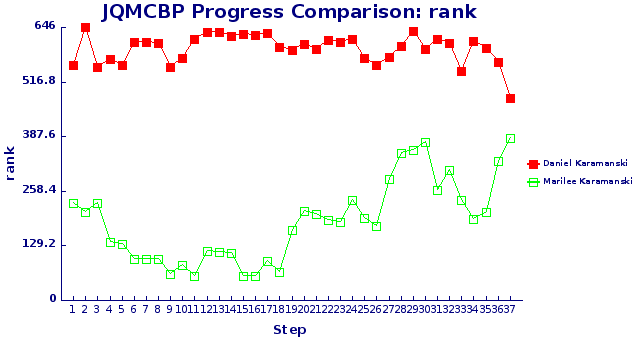 JQMCBP Progress Comparison: rank
646
516.8
387.6
258.4
129.2
0
rank
1 2 3 4 5 6 7 8 9 10 11 12 13 14 15 16 17 18 19 20 21 22 23 24 25 26 27 28 29 30 31 32 33 34 35 36 37
Step
Daniel Karamanski
Marilee Karamanski